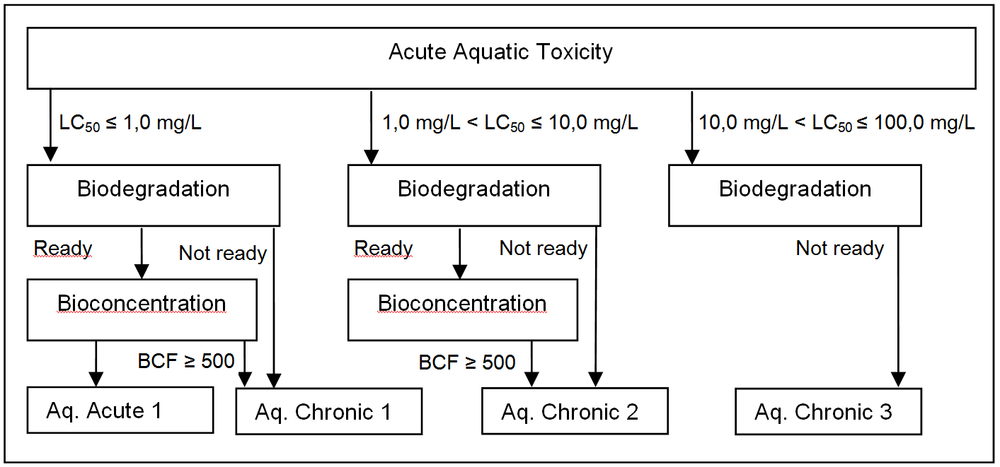 Acute Aquatic Toxicity
LC50 ≤ 1,0 mg/L
1,0 mg/L < LC50 ≤ 10,0 mg/L
10,0 mg/L < LC50 ≤ 100,0 mg/L
Biodegradation
Biodegradation
Biodegradation
Ready
Not ready
Ready
Not ready
Not ready
Bioconcentration
Bioconcentration
BCF ≥ 500
BCF ≥ 500
Aq. Acute 1
Aq. Chronic 1
Aq. Chronic 2
Aq. Chronic 3